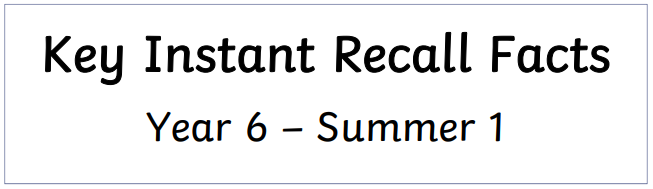 Key Instant Recall Facts
Year 6 – Summer 1